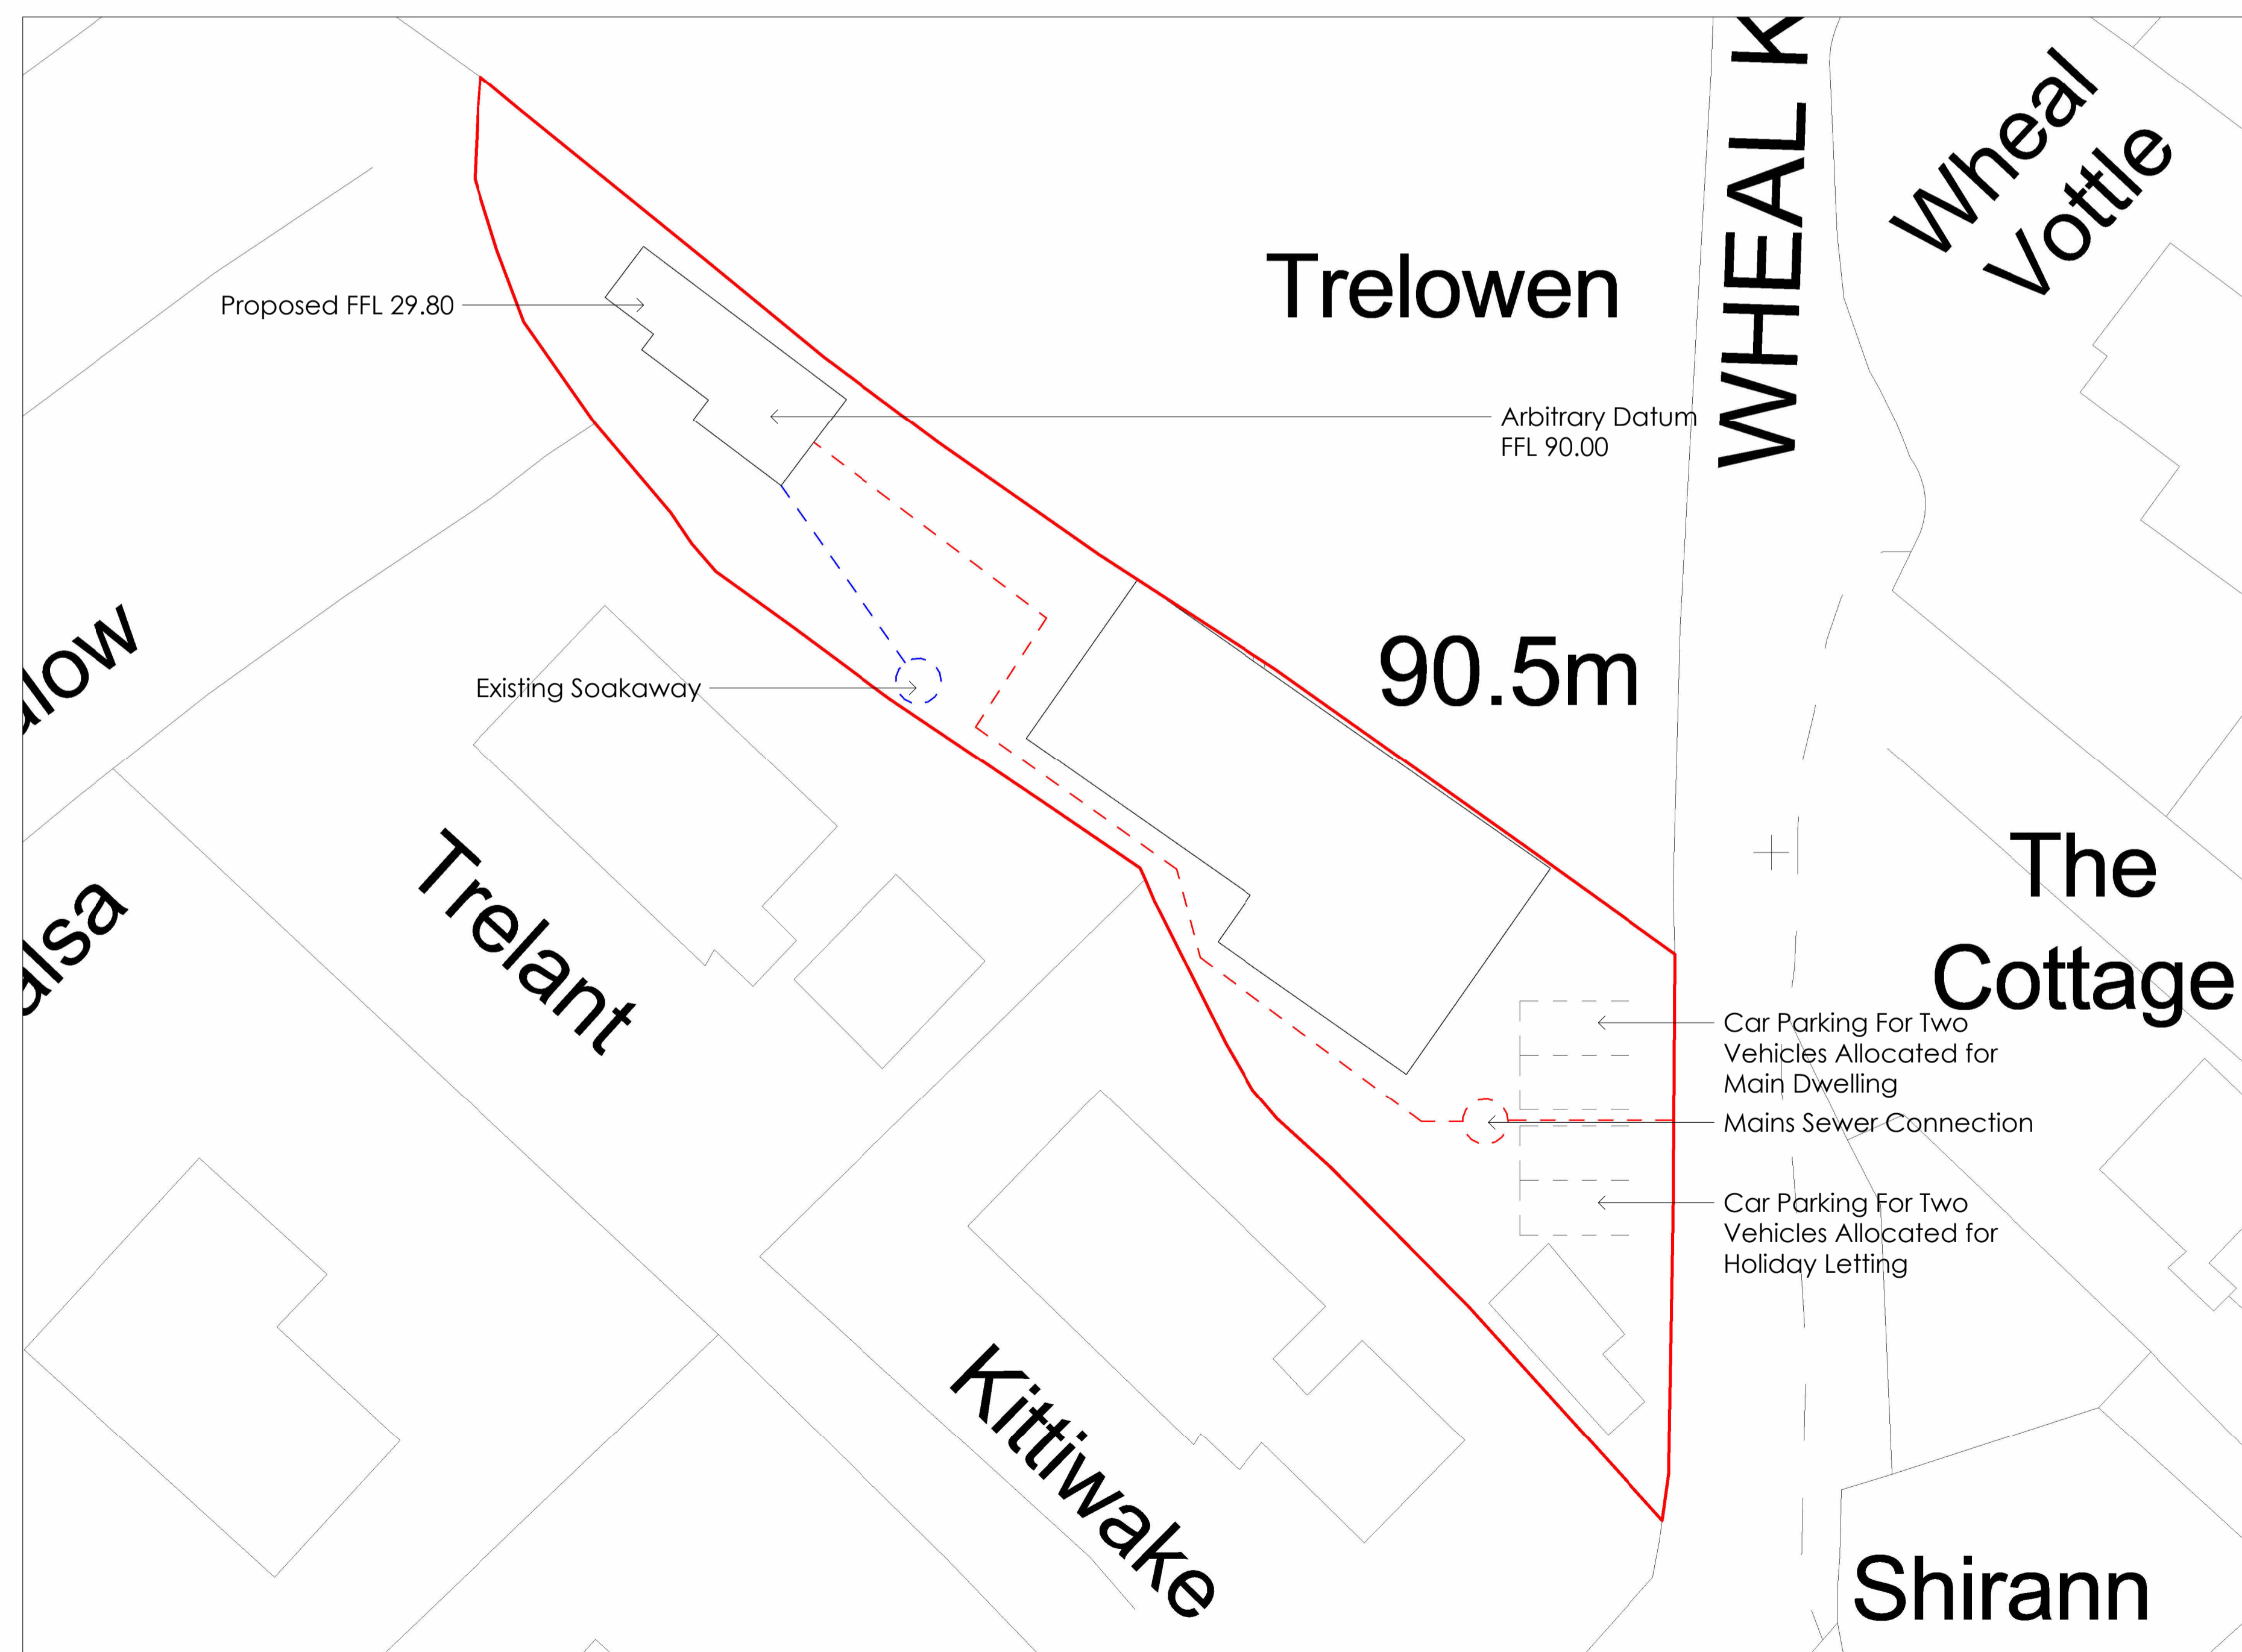 WHEAL K
Wheal
Vottle
Trelowen
Proposed FFL 29.80
Arbitrary Datum
FFL 90.00
90.5m
Existing Soakaway
alow
alsa
Trelant
The
Cottage
Car Parking For Two
Vehicles Allocated for
Main Dwelling
Mains Sewer Connection
Car Parking For Two
Vehicles Allocated for
Holiday Letting
Kittiwake
Shirann